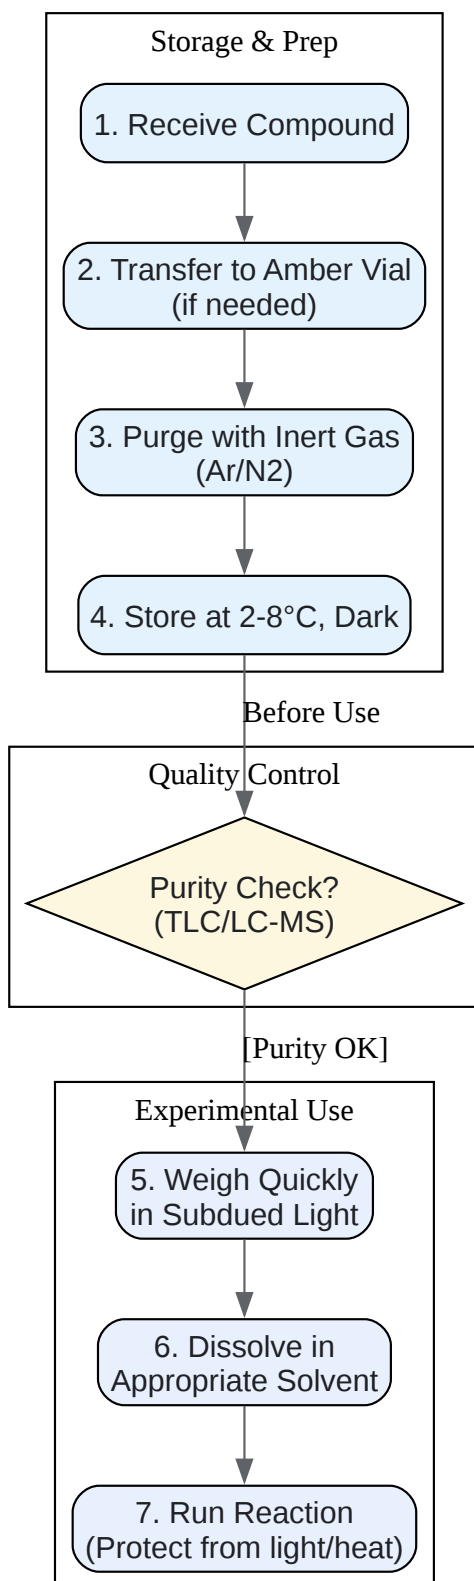 Storage & Prep
1. Receive Compound
2. Transfer to Amber Vial
(if needed)
3. Purge with Inert Gas
(Ar/N2)
4. Store at 2-8°C, Dark
Before Use
Quality Control
Purity Check?
(TLC/LC-MS)
[Purity OK]
Experimental Use
5. Weigh Quickly
in Subdued Light
6. Dissolve in
Appropriate Solvent
7. Run Reaction
(Protect from light/heat)